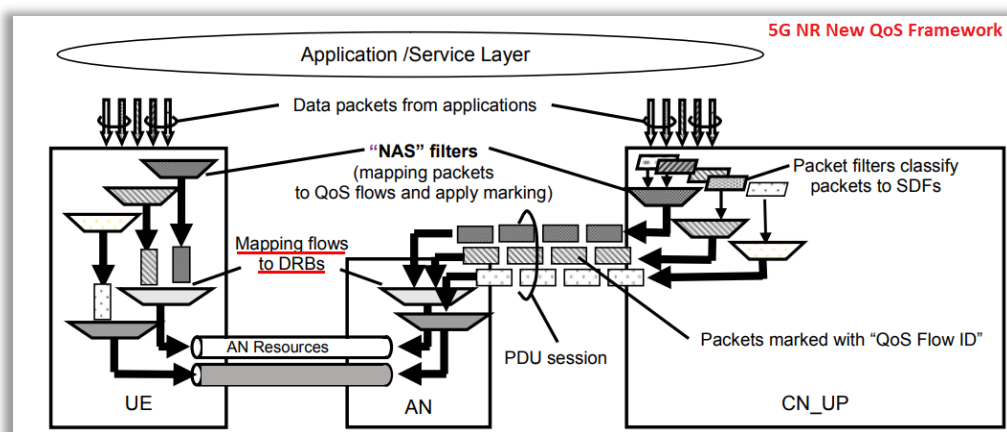 5G NR New QoS Framework
Application /Service Layer
Data packets from applications
“NAS” filters
(mapping packets
to QoS flows and apply marking)
Packet filters classify
packets to SDFs
Mapping flows
to DRBs
AN Resources
PDU session
Packets marked with “QoS Flow ID”
UE
AN
CN_UP